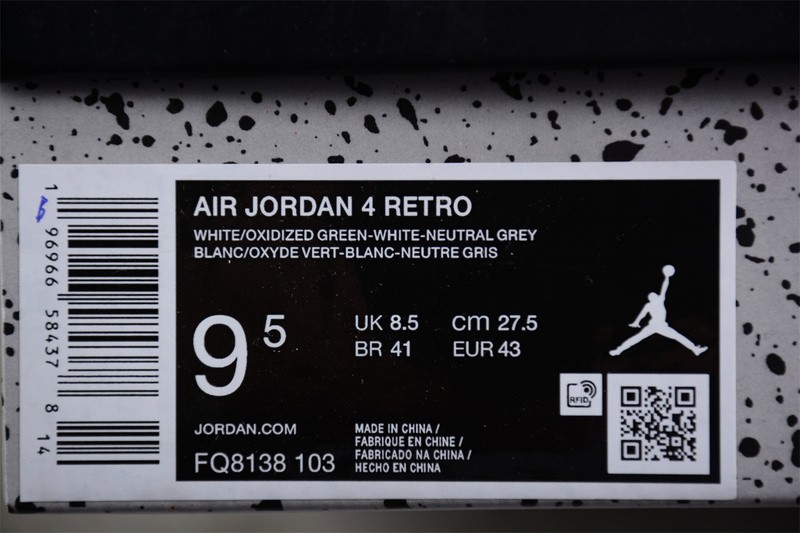 AIR JORDAN 4 RETRO
WHITE/OXIDIZED GREEN-WHITE-NEUTRAL GREY
BLANC/OXYDE VERT-BLANC-NEUTRE GRIS
9 5
UK 8.5 cm 27.5
BR 41 EUR 43
JORDAN.COM
FQ8138 103
MADE IN CHINA /
FABRIQUE EN CHINE /
FABRICADO NA CHINA /
HECHO EN CHINA
RFID
1 96966 58437 8 14